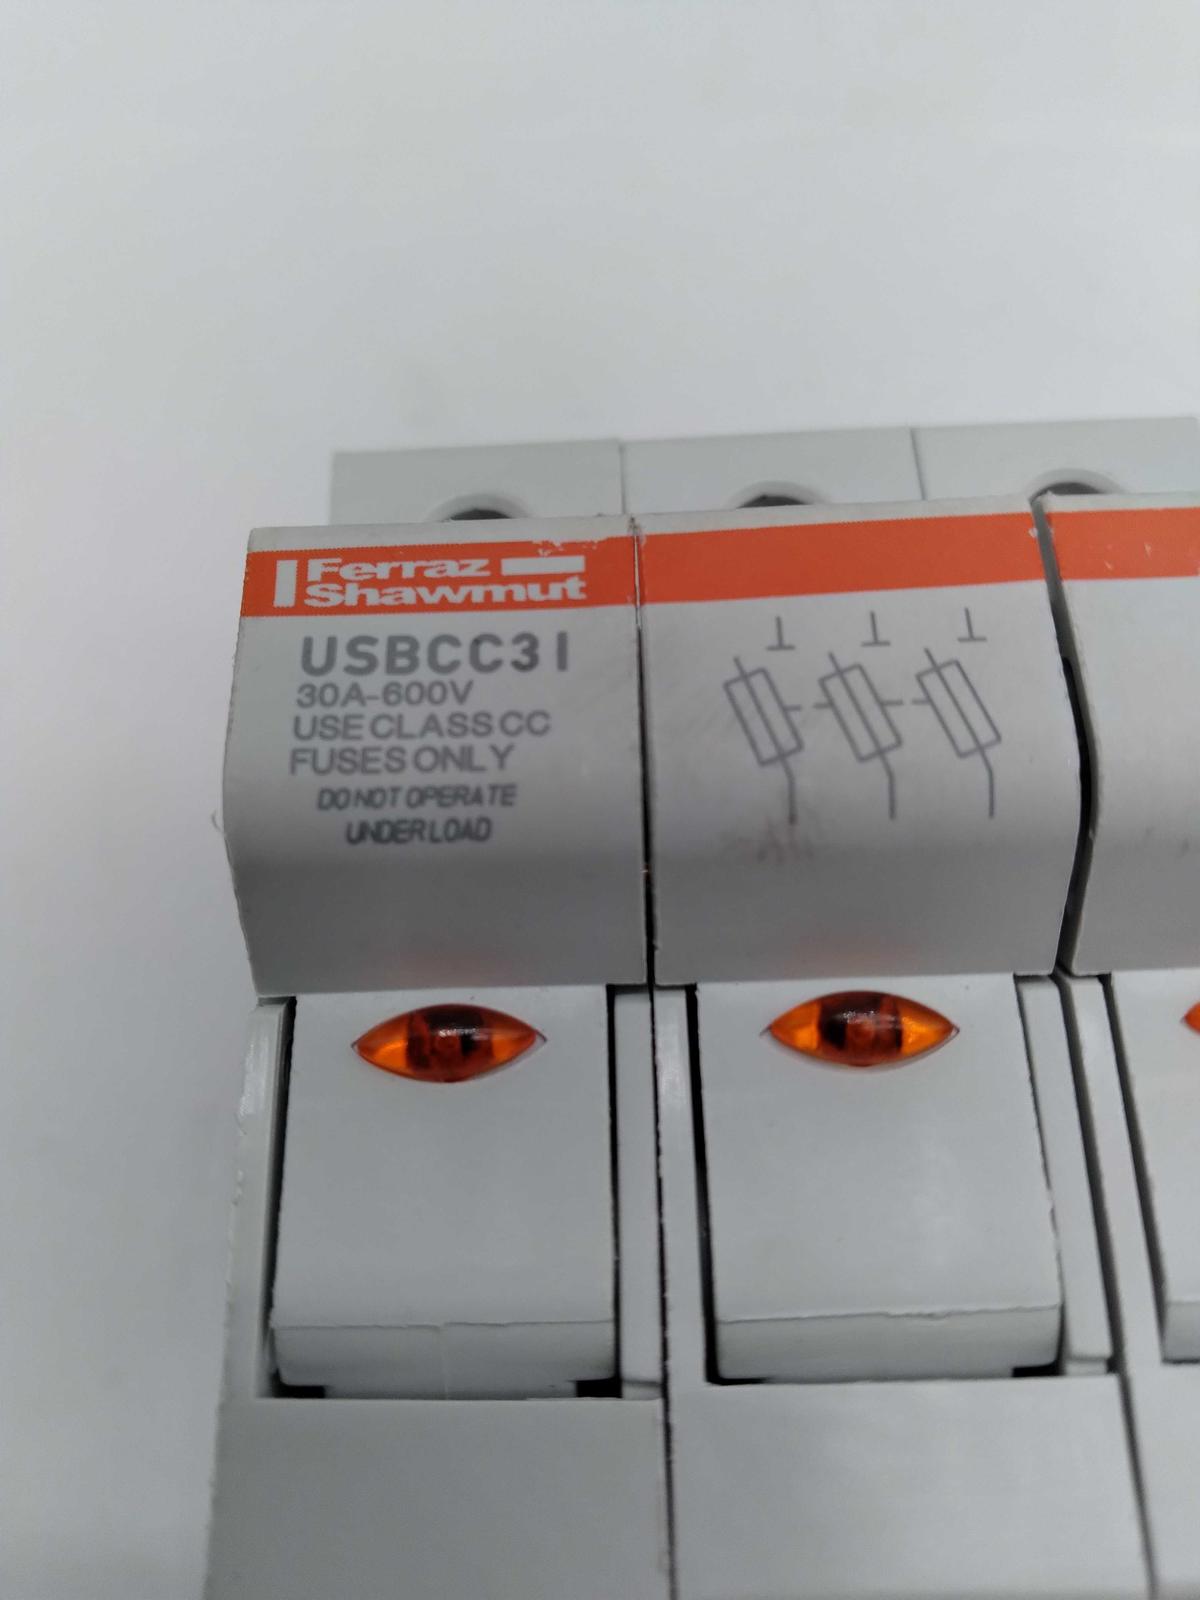 Ferraz
Shawmut
USBCC3I
30A-600V
USE CLASS CC
FUSES ONLY
DO NOT OPERATE
UNDER LOAD